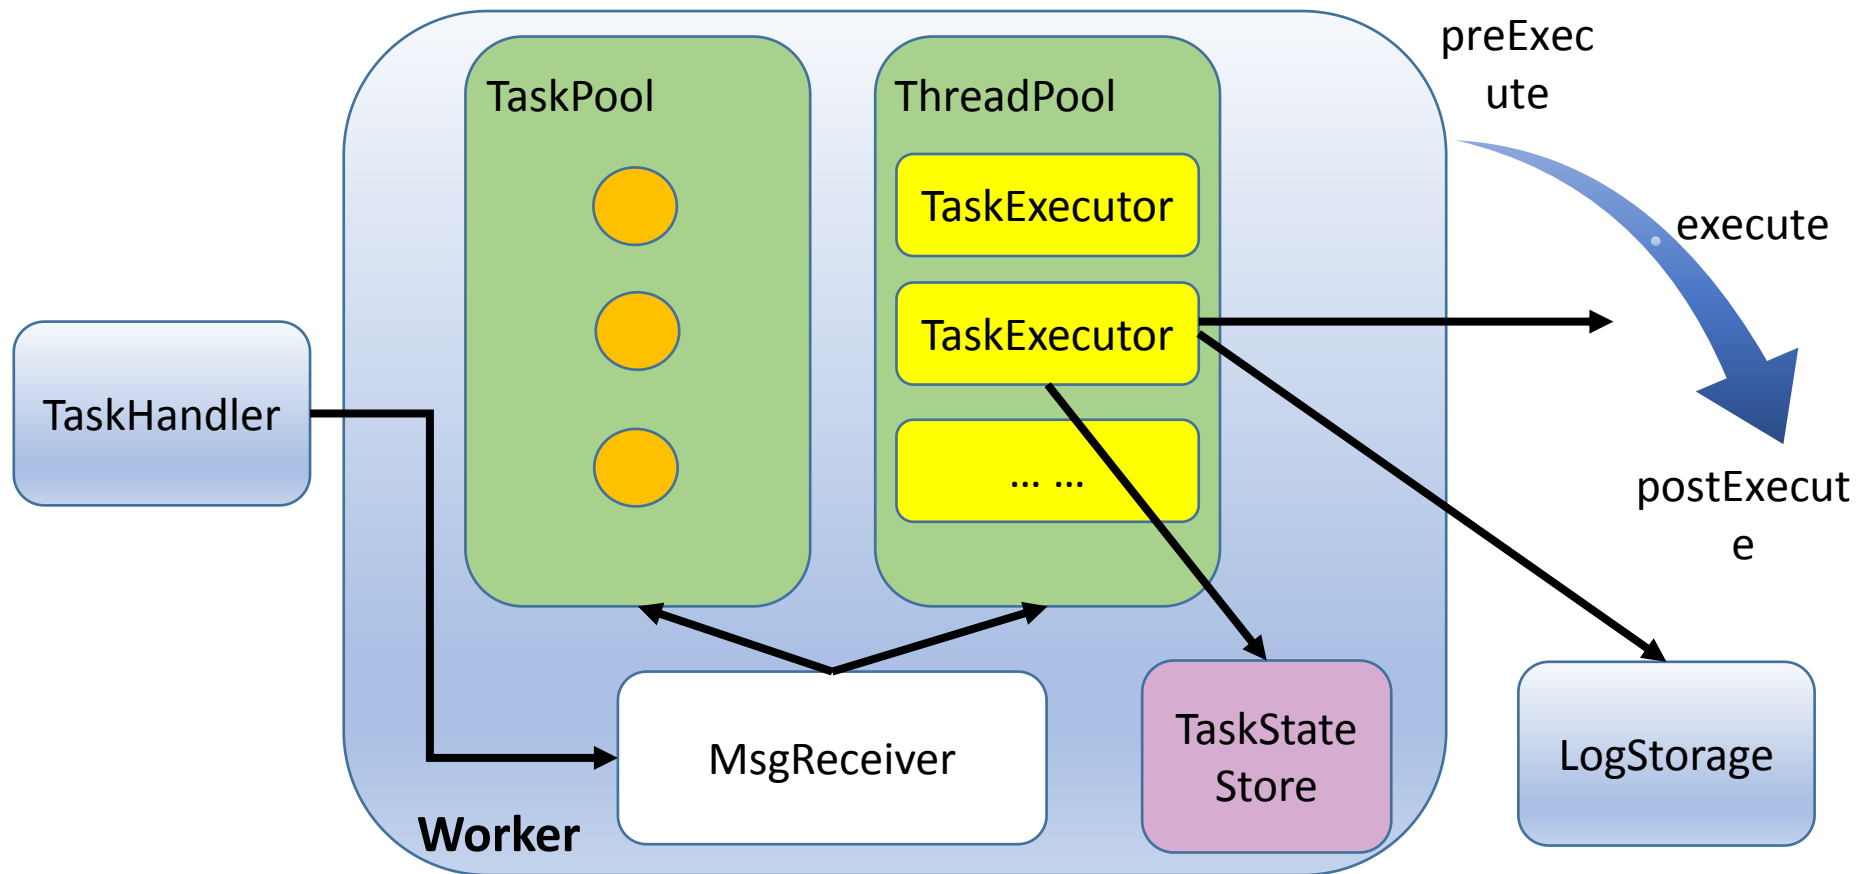 preExec
ute
TaskPool
ThreadPool
TaskExecutor
execute
TaskExecutor
TaskHandler
... ...
postExecut
e
TaskState
Store
MsgReceiver
LogStorage
Worker